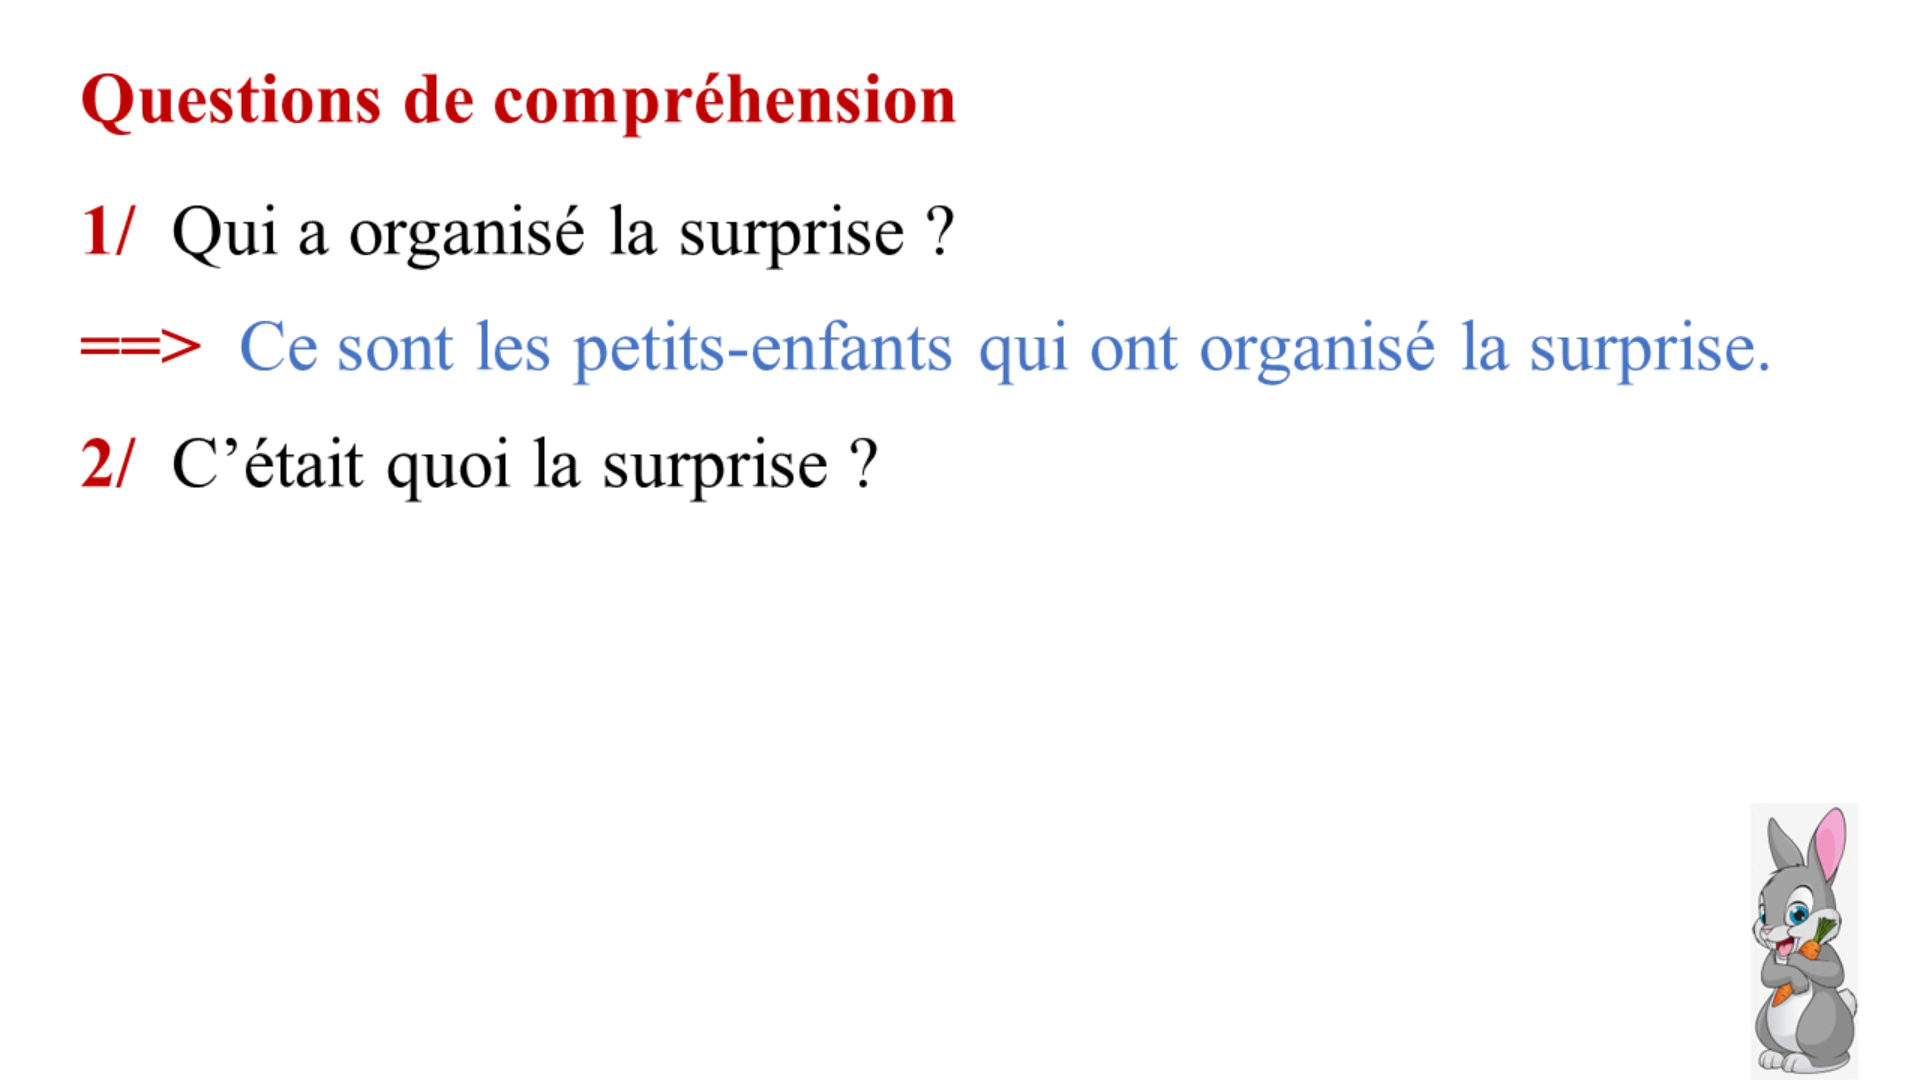 Questions de compréhension
1/ Qui a organisé la surprise ?
==> Ce sont les petits-enfants qui ont organisé la surprise.
2/ C’était quoi la surprise ?